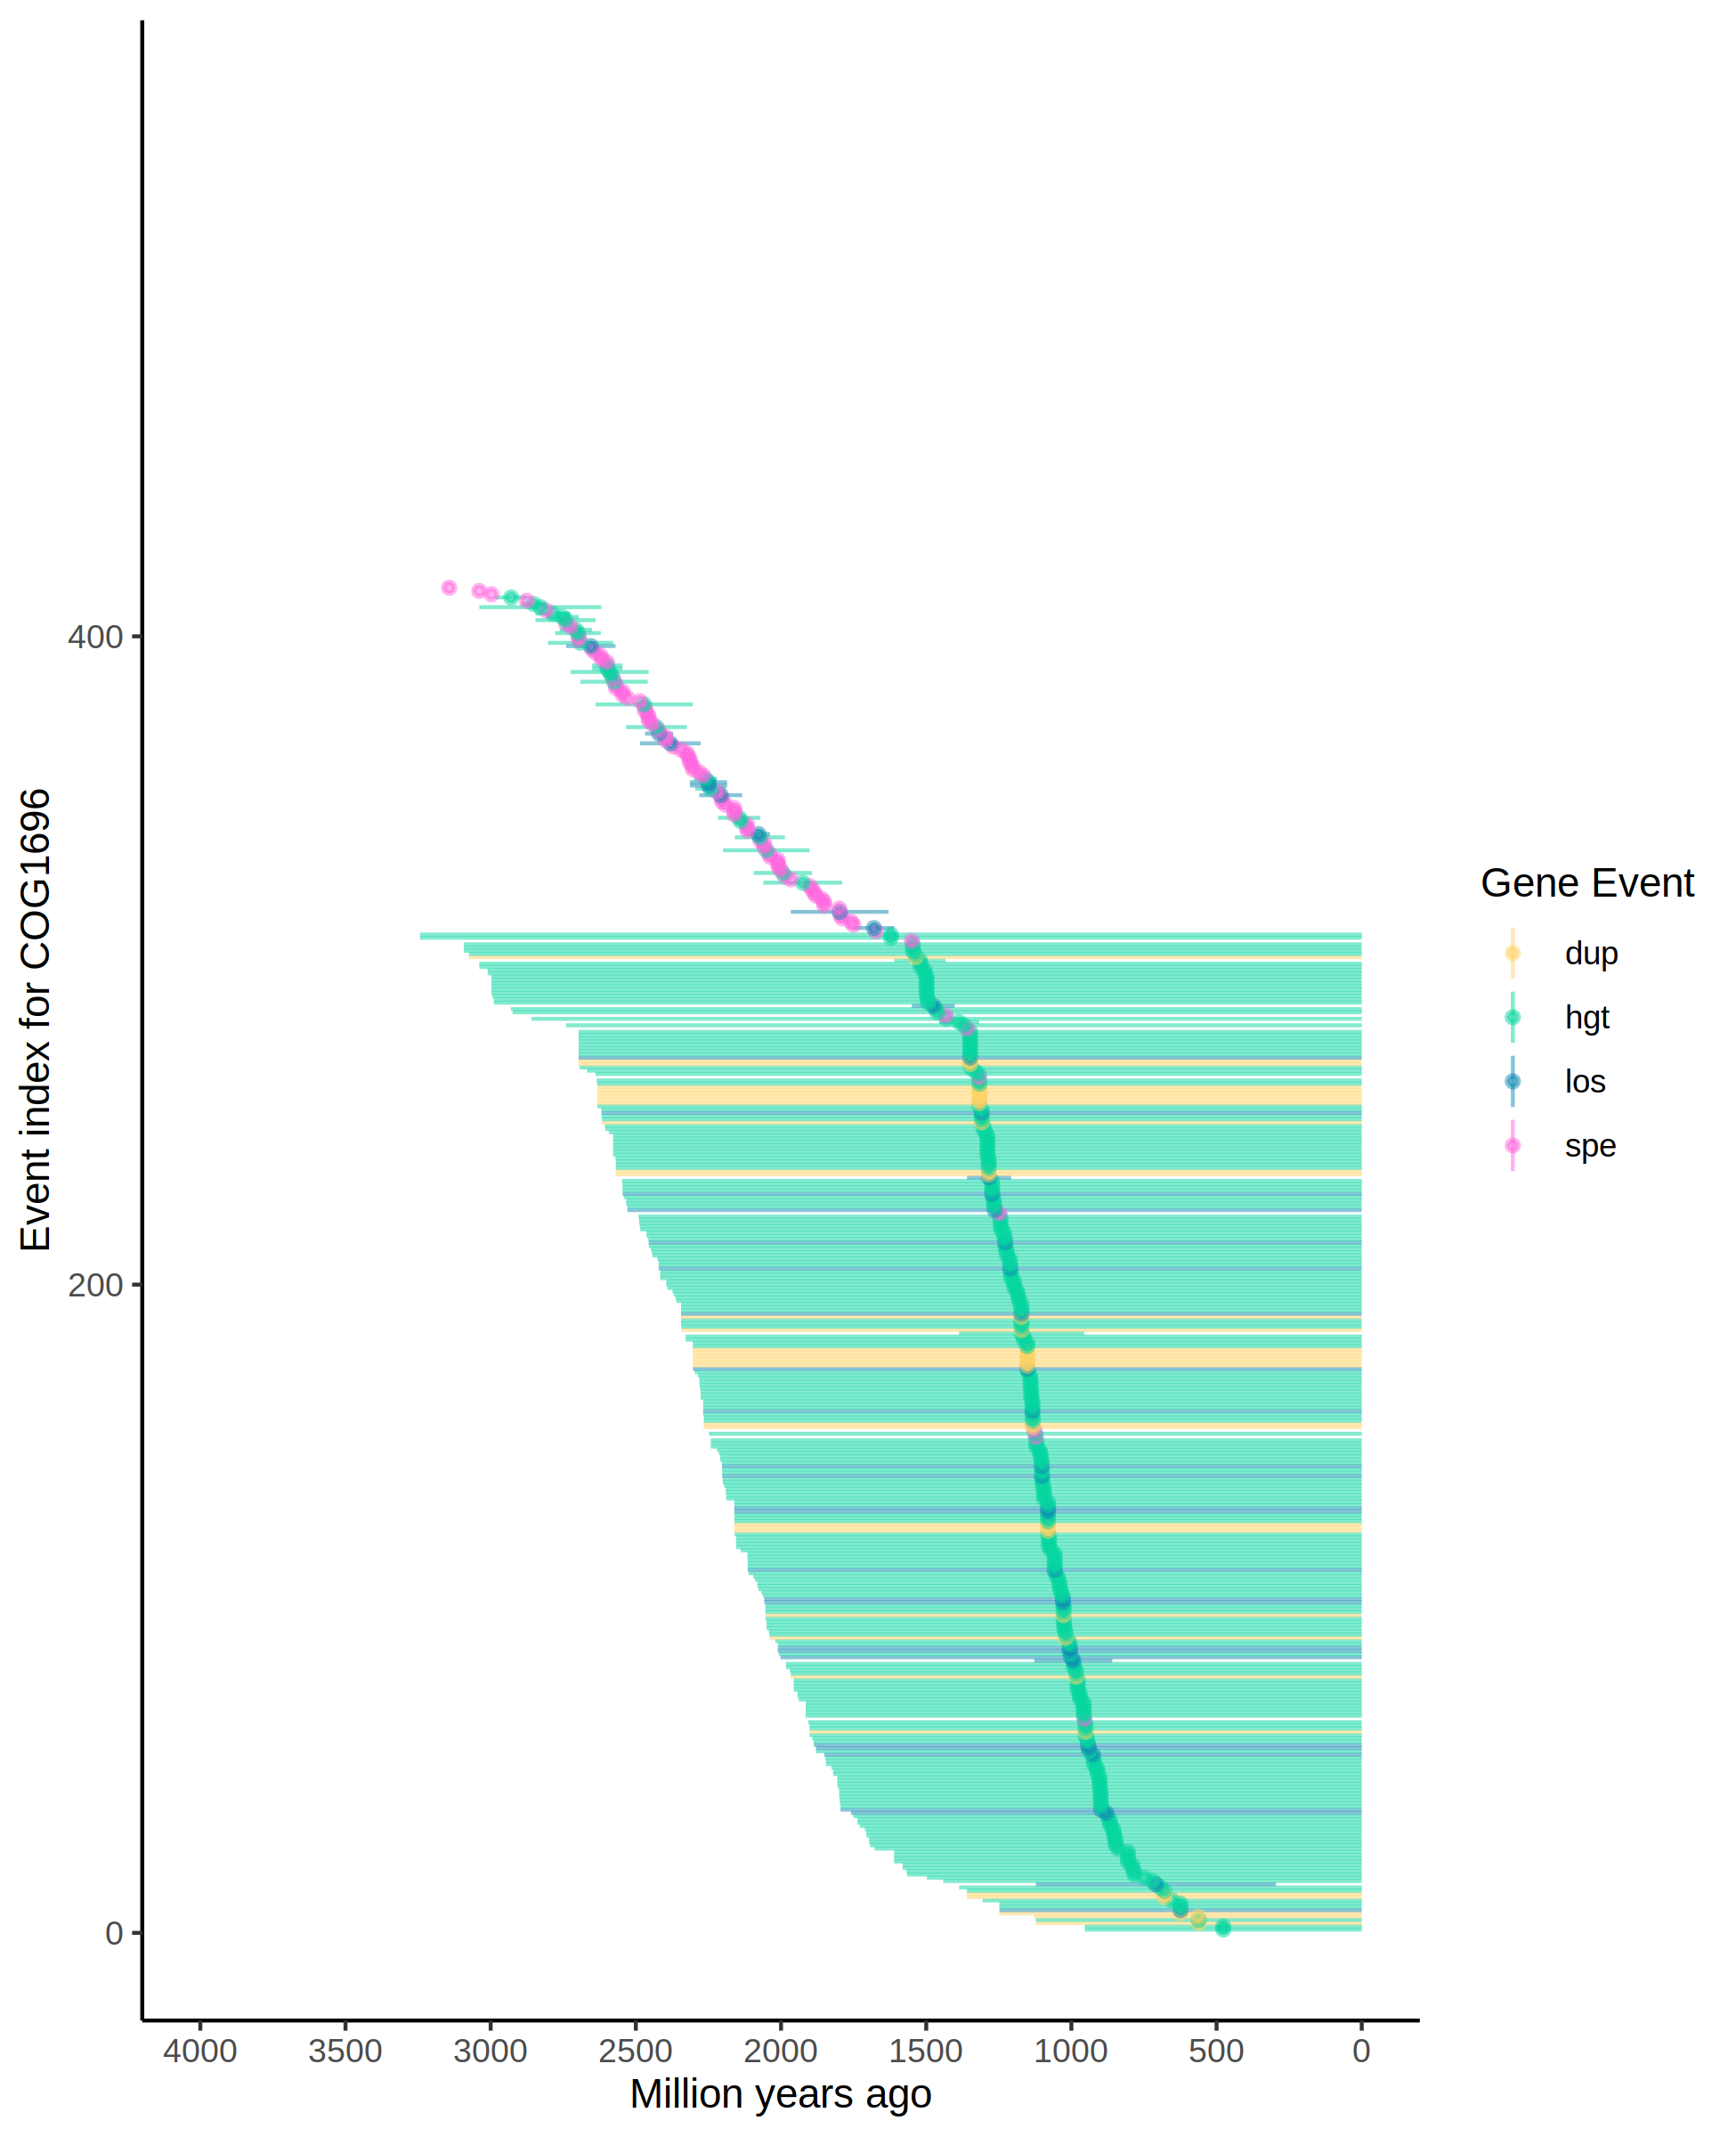 Event index for COG1696
400
200
0
4000 3500 3000 2500 2000 1500 1000 500 0
Million years ago
Gene Event
dup
hgt
los
spe